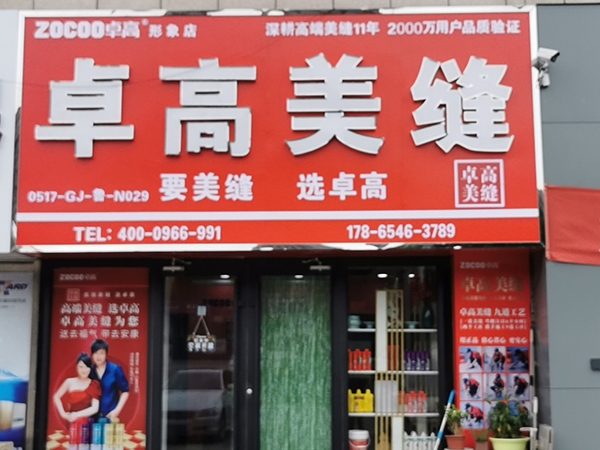 ZOCOO卓高® 形象店
深耕高端美缝11年 2000万用户品质验证
卓高美缝
0517-GJ-鲁-N029
要美缝 选卓高
卓高
美缝
TEL: 400-0966-991
178-6546-3789
ZOCOO卓高
高端美缝 选卓高
卓高美缝为您
送去福气 带去安康
ZOCOO卓高
卓高美缝
卓高美缝 九道工艺